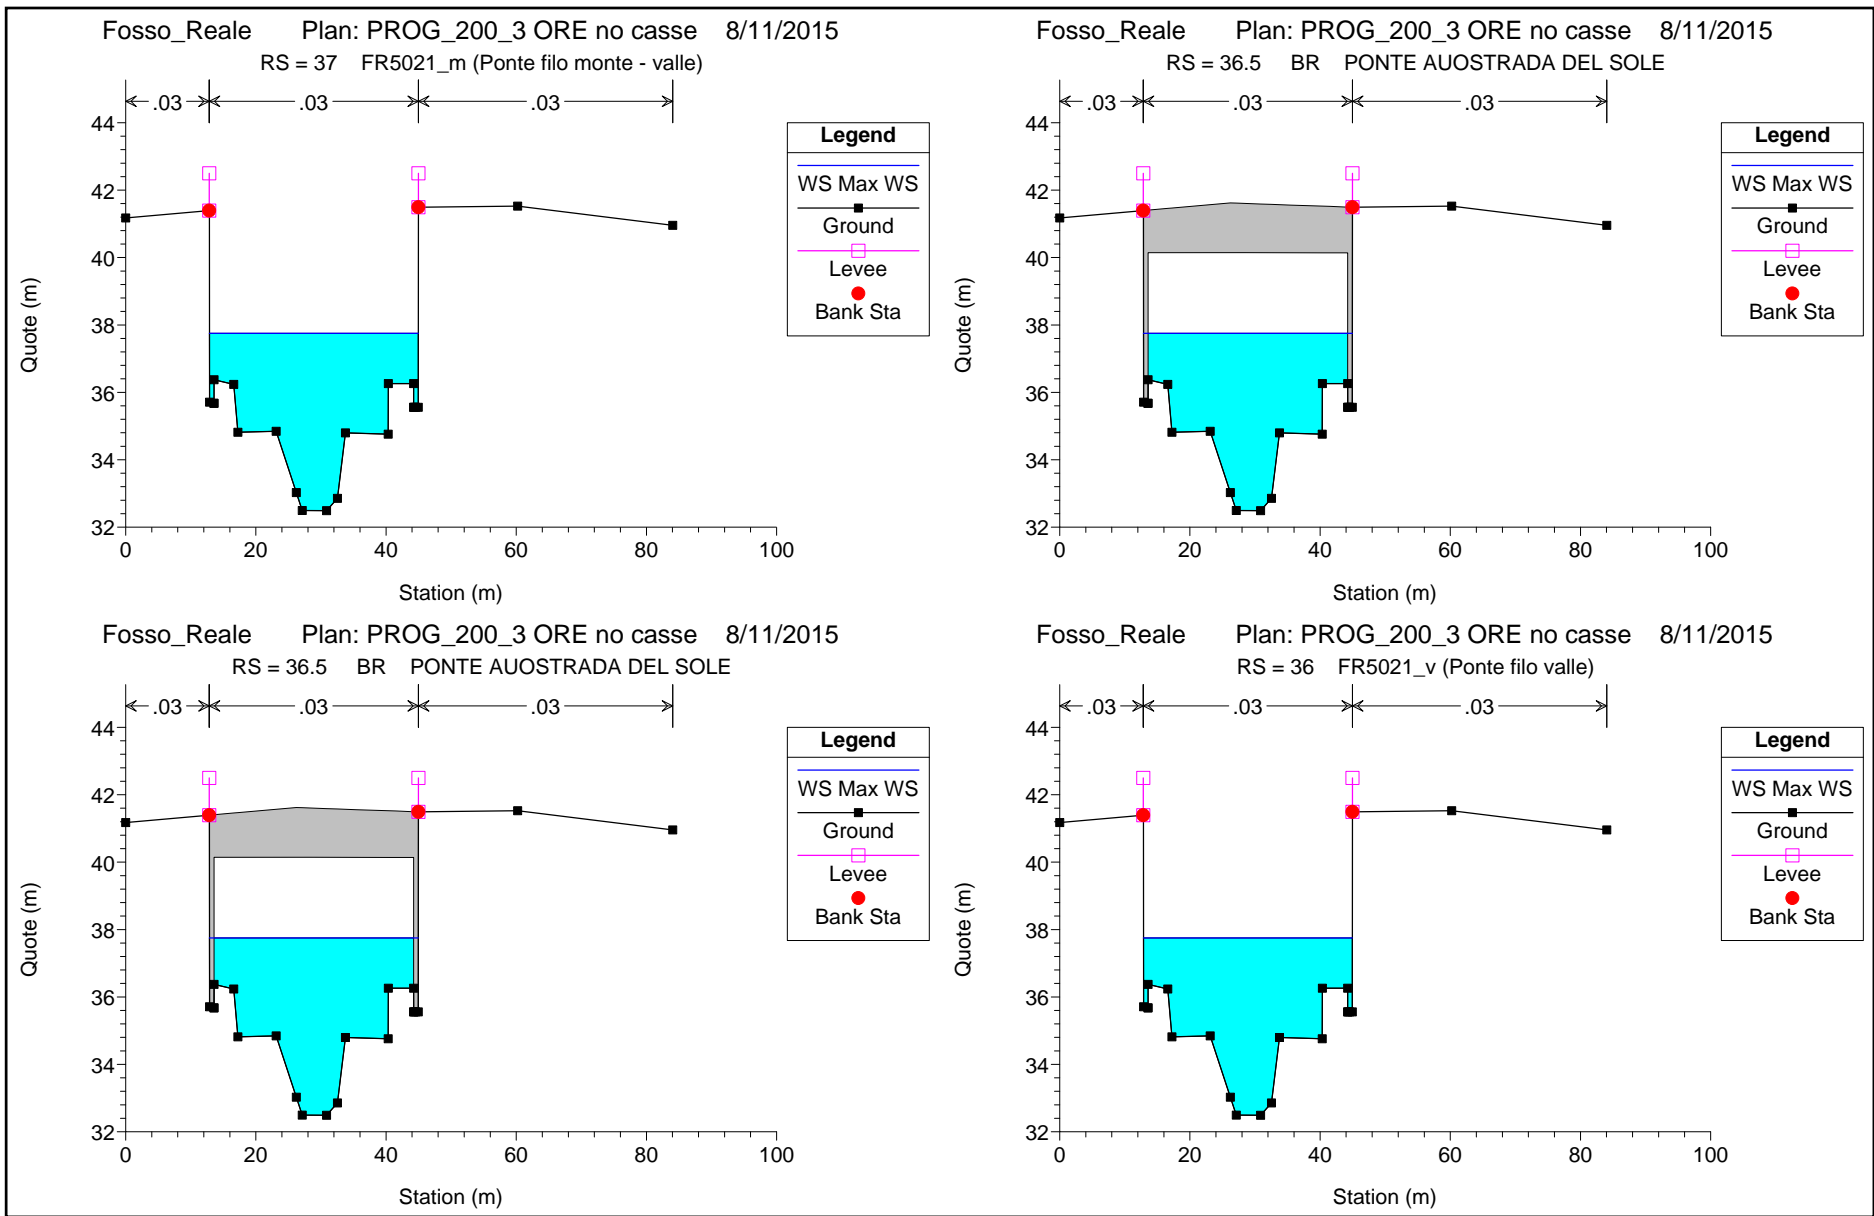 Fosso_Reale Plan: PROG_200_3 ORE no casse 8/11/2015
RS = 37 FR5021_m (Ponte filo monte - valle)
.03 .03 .03
44
42
40
38
36
34
32
Quote (m)
0 20 40 60 80 100
Station (m)
Legend
WS Max WS
Ground
Levee
Bank Sta
Fosso_Reale Plan: PROG_200_3 ORE no casse 8/11/2015
RS = 36.5 BR PONTE AUOSTRADA DEL SOLE
.03 .03 .03
44
42
40
38
36
34
32
Quote (m)
0 20 40 60 80 100
Station (m)
Legend
WS Max WS
Ground
Levee
Bank Sta
Fosso_Reale Plan: PROG_200_3 ORE no casse 8/11/2015
RS = 36.5 BR PONTE AUOSTRADA DEL SOLE
.03 .03 .03
44
42
40
38
36
34
32
Quote (m)
0 20 40 60 80 100
Station (m)
Legend
WS Max WS
Ground
Levee
Bank Sta
Fosso_Reale Plan: PROG_200_3 ORE no casse 8/11/2015
RS = 36 FR5021_v (Ponte filo valle)
.03 .03 .03
44
42
40
38
36
34
32
Quote (m)
0 20 40 60 80 100
Station (m)
Legend
WS Max WS
Ground
Levee
Bank Sta